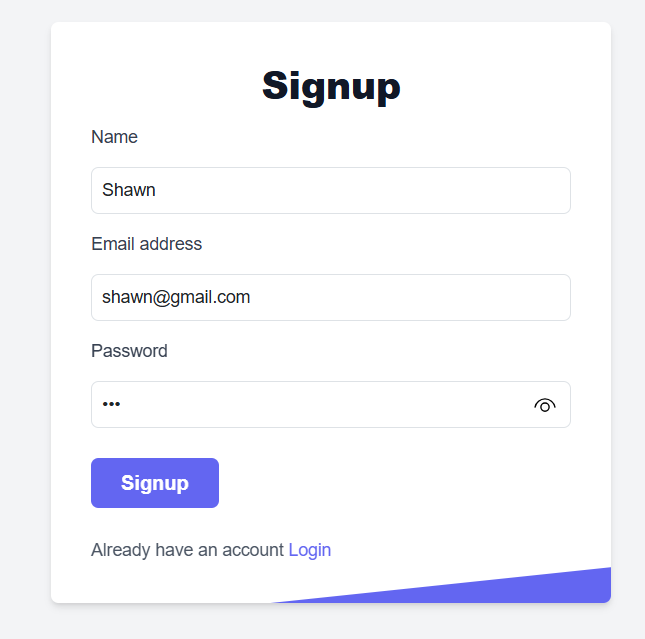 Signup
Name
Shawn
Email address
shawn@gmail.com
Password
•••
Signup
Already have an account Login